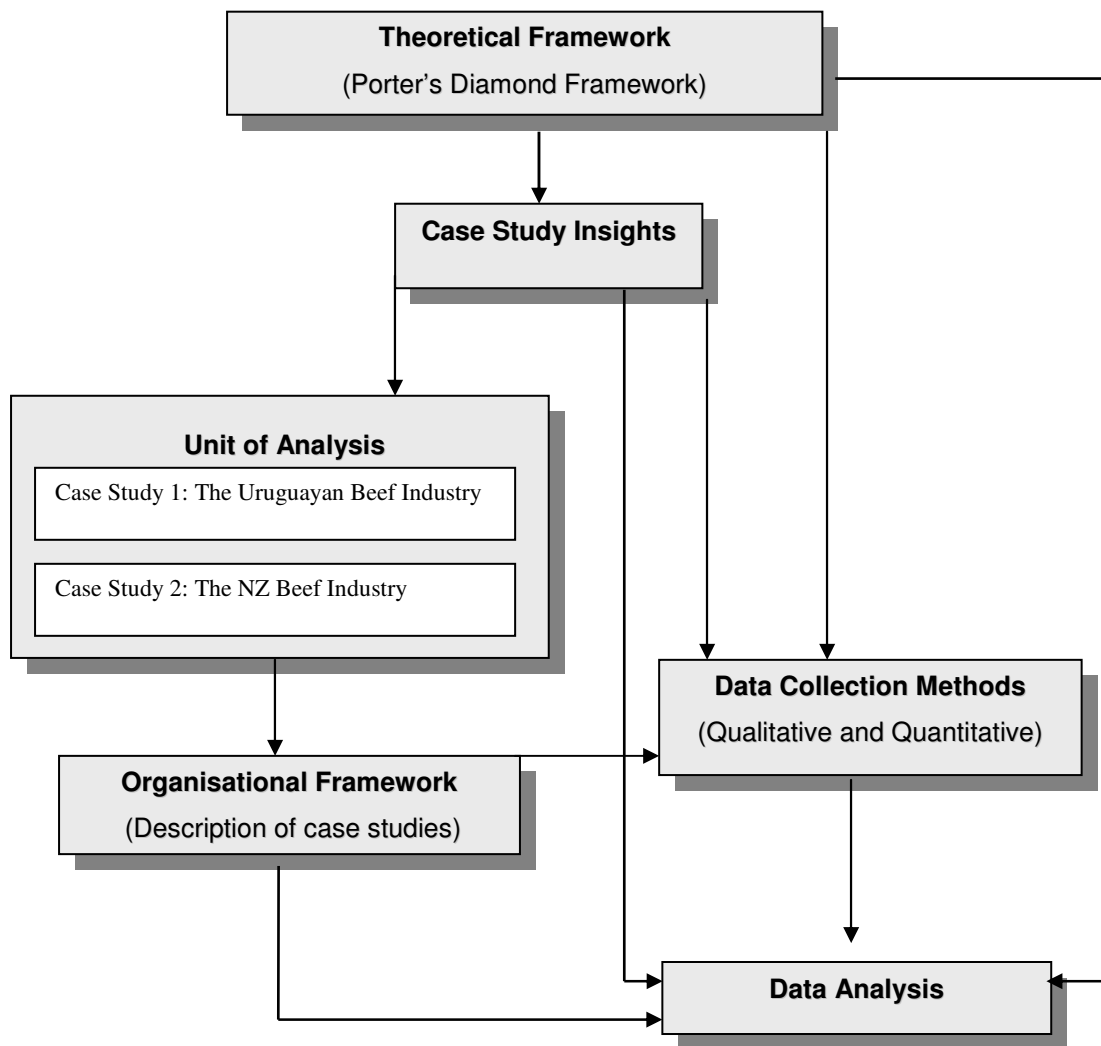 Theoretical Framework
(Porter's Diamond Framework)
Case Study Insights
Unit of Analysis
Case Study 1: The Uruguayan Beef Industry
Case Study 2: The NZ Beef Industry
Data Collection Methods
(Qualitative and Quantitative)
Organisational Framework
(Description of case studies)
Data Analysis